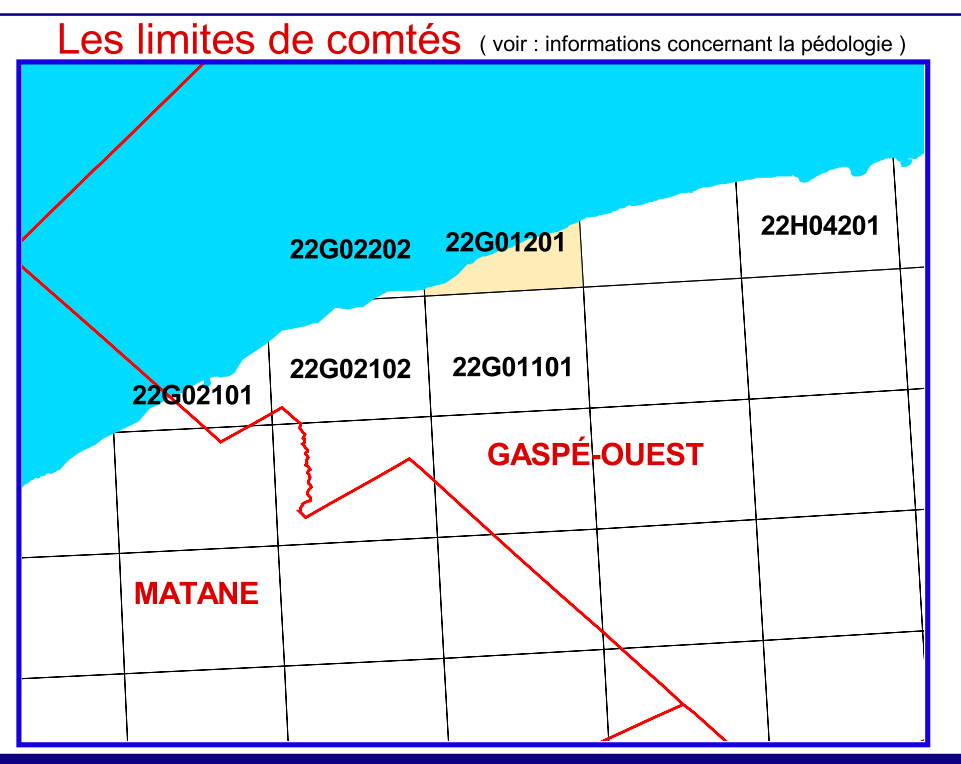 Les limites de comtés ( voir : informations concernant la pédologie )
22H04201
22G02202 22G01201
22G02102 22G01101
22G02101
GASPÉ-OUEST
MATANE